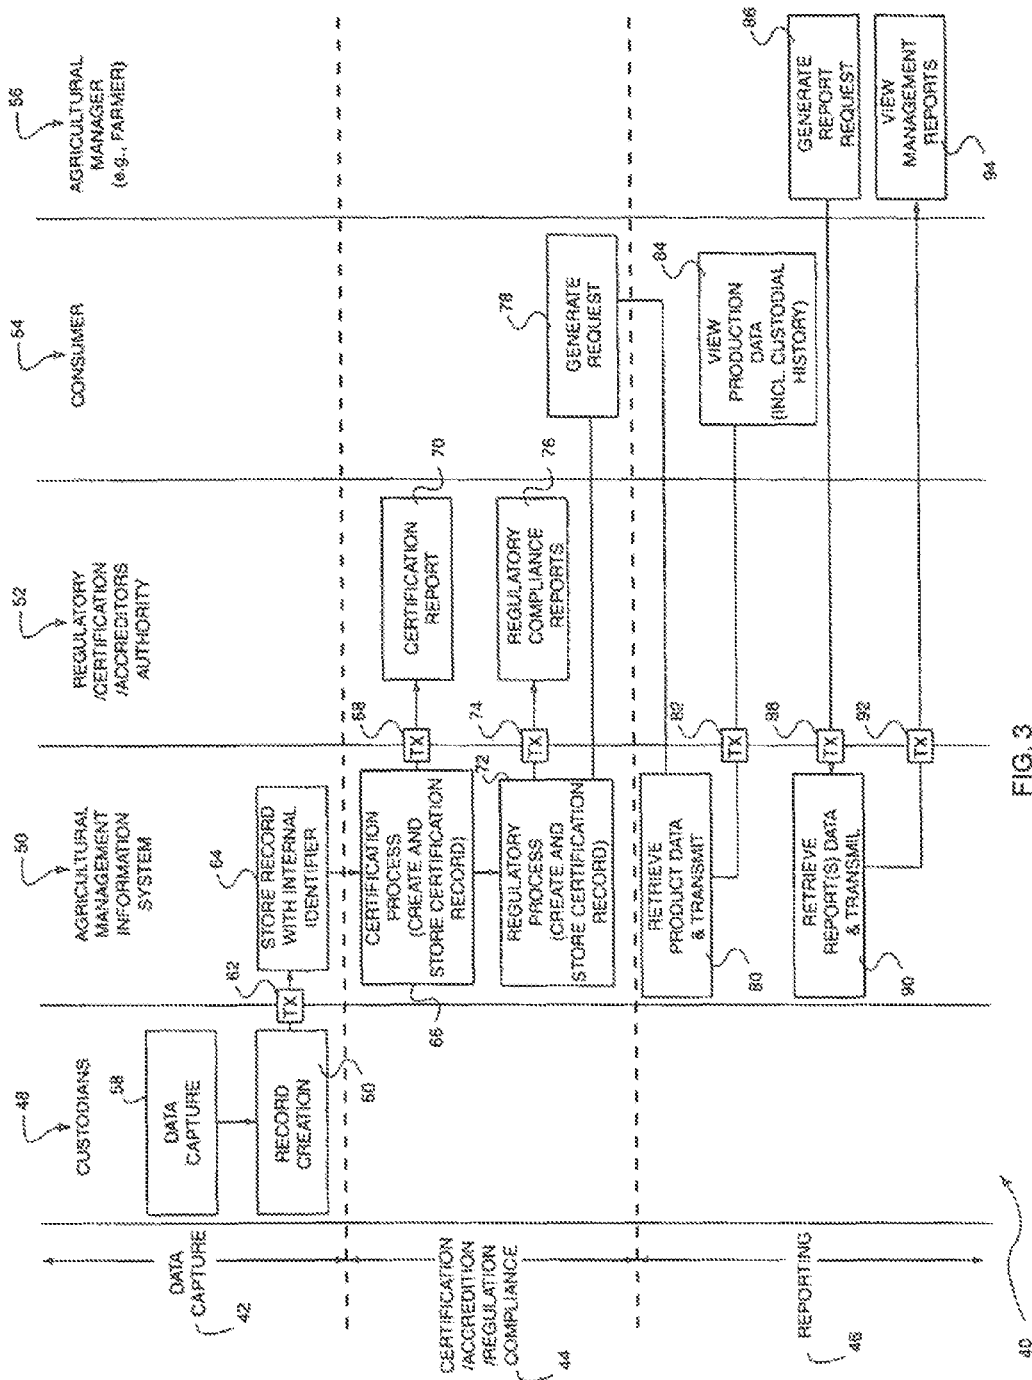 48
CUSTODIANS
50
AGRICULTURAL
MANAGEMENT
INFORMATION
SYSTEM
52
REGULATORY
/CERTIFICATION
/ACCREDITORS
AUTHORITY
54
CONSUMER
56
AGRICULTURAL
MANAGER
(e.g., FARMER)
DATA
CAPTURE
42
58
DATA
CAPTURE
RECORD
CREATION
60
62
TX
64
STORE RECORD
WITH INTERNAL
IDENTIFIER
CERTIFICATION
/ACCREDITION
/REGULATION
COMPLIANCE
44
CERTIFICATION
PROCESS
(CREATE AND
STORE CERTIFICATION
RECORD)
66
68
TX
CERTIFICATION
REPORT
70
72
REGULATORY
PROCESS
(CREATE AND
STORE CERTIFICATION
RECORD)
74
TX
REGULATORY
COMPLIANCE
REPORTS
76
78
GENERATE
REQUEST
REPORTING
46
RETRIEVE
PRODUCT DATA
& TRANSMIT
80
82
TX
84
VIEW
PRODUCTION
DATA
(INCL. CUSTODIAL
HISTORY)
86
GENERATE
REPORT
REQUEST
88
TX
RETRIEVE
REPORT(S) DATA
& TRANSMIL
90
92
TX
VIEW
MANAGEMENT
REPORTS
94
40
FIG. 3